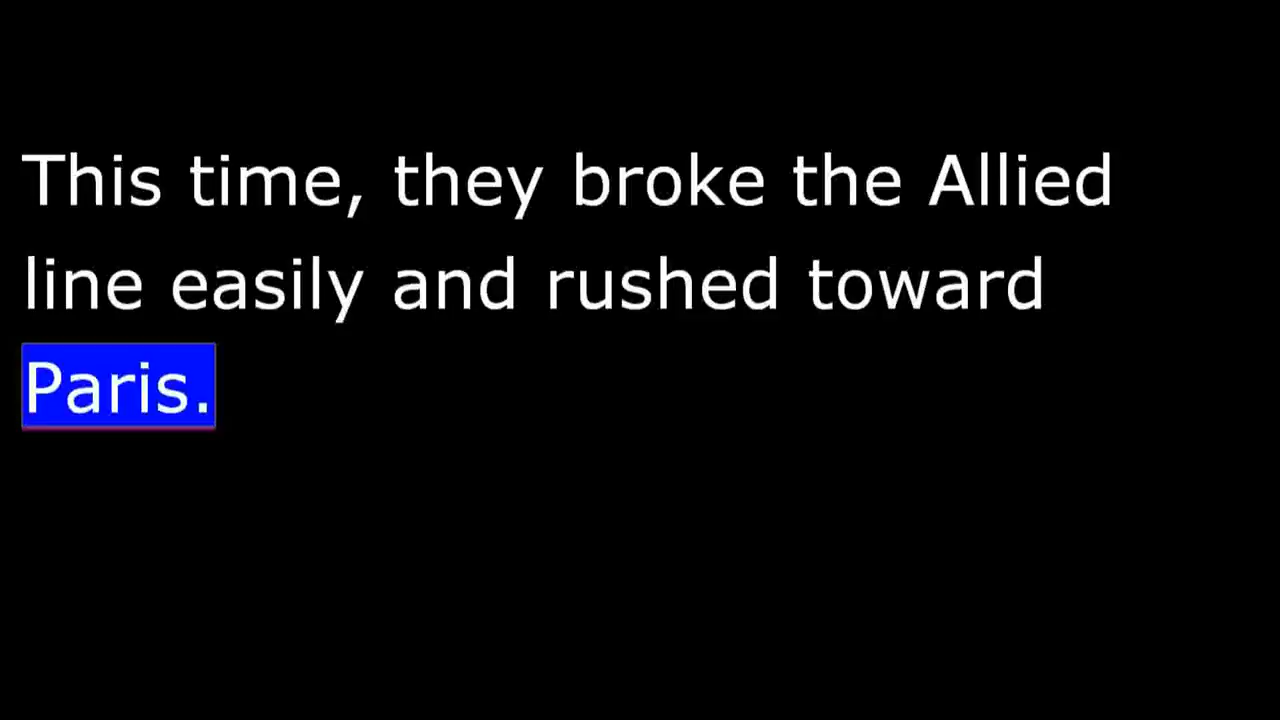 This time, they broke the Allied
line easily and rushed toward
Paris.